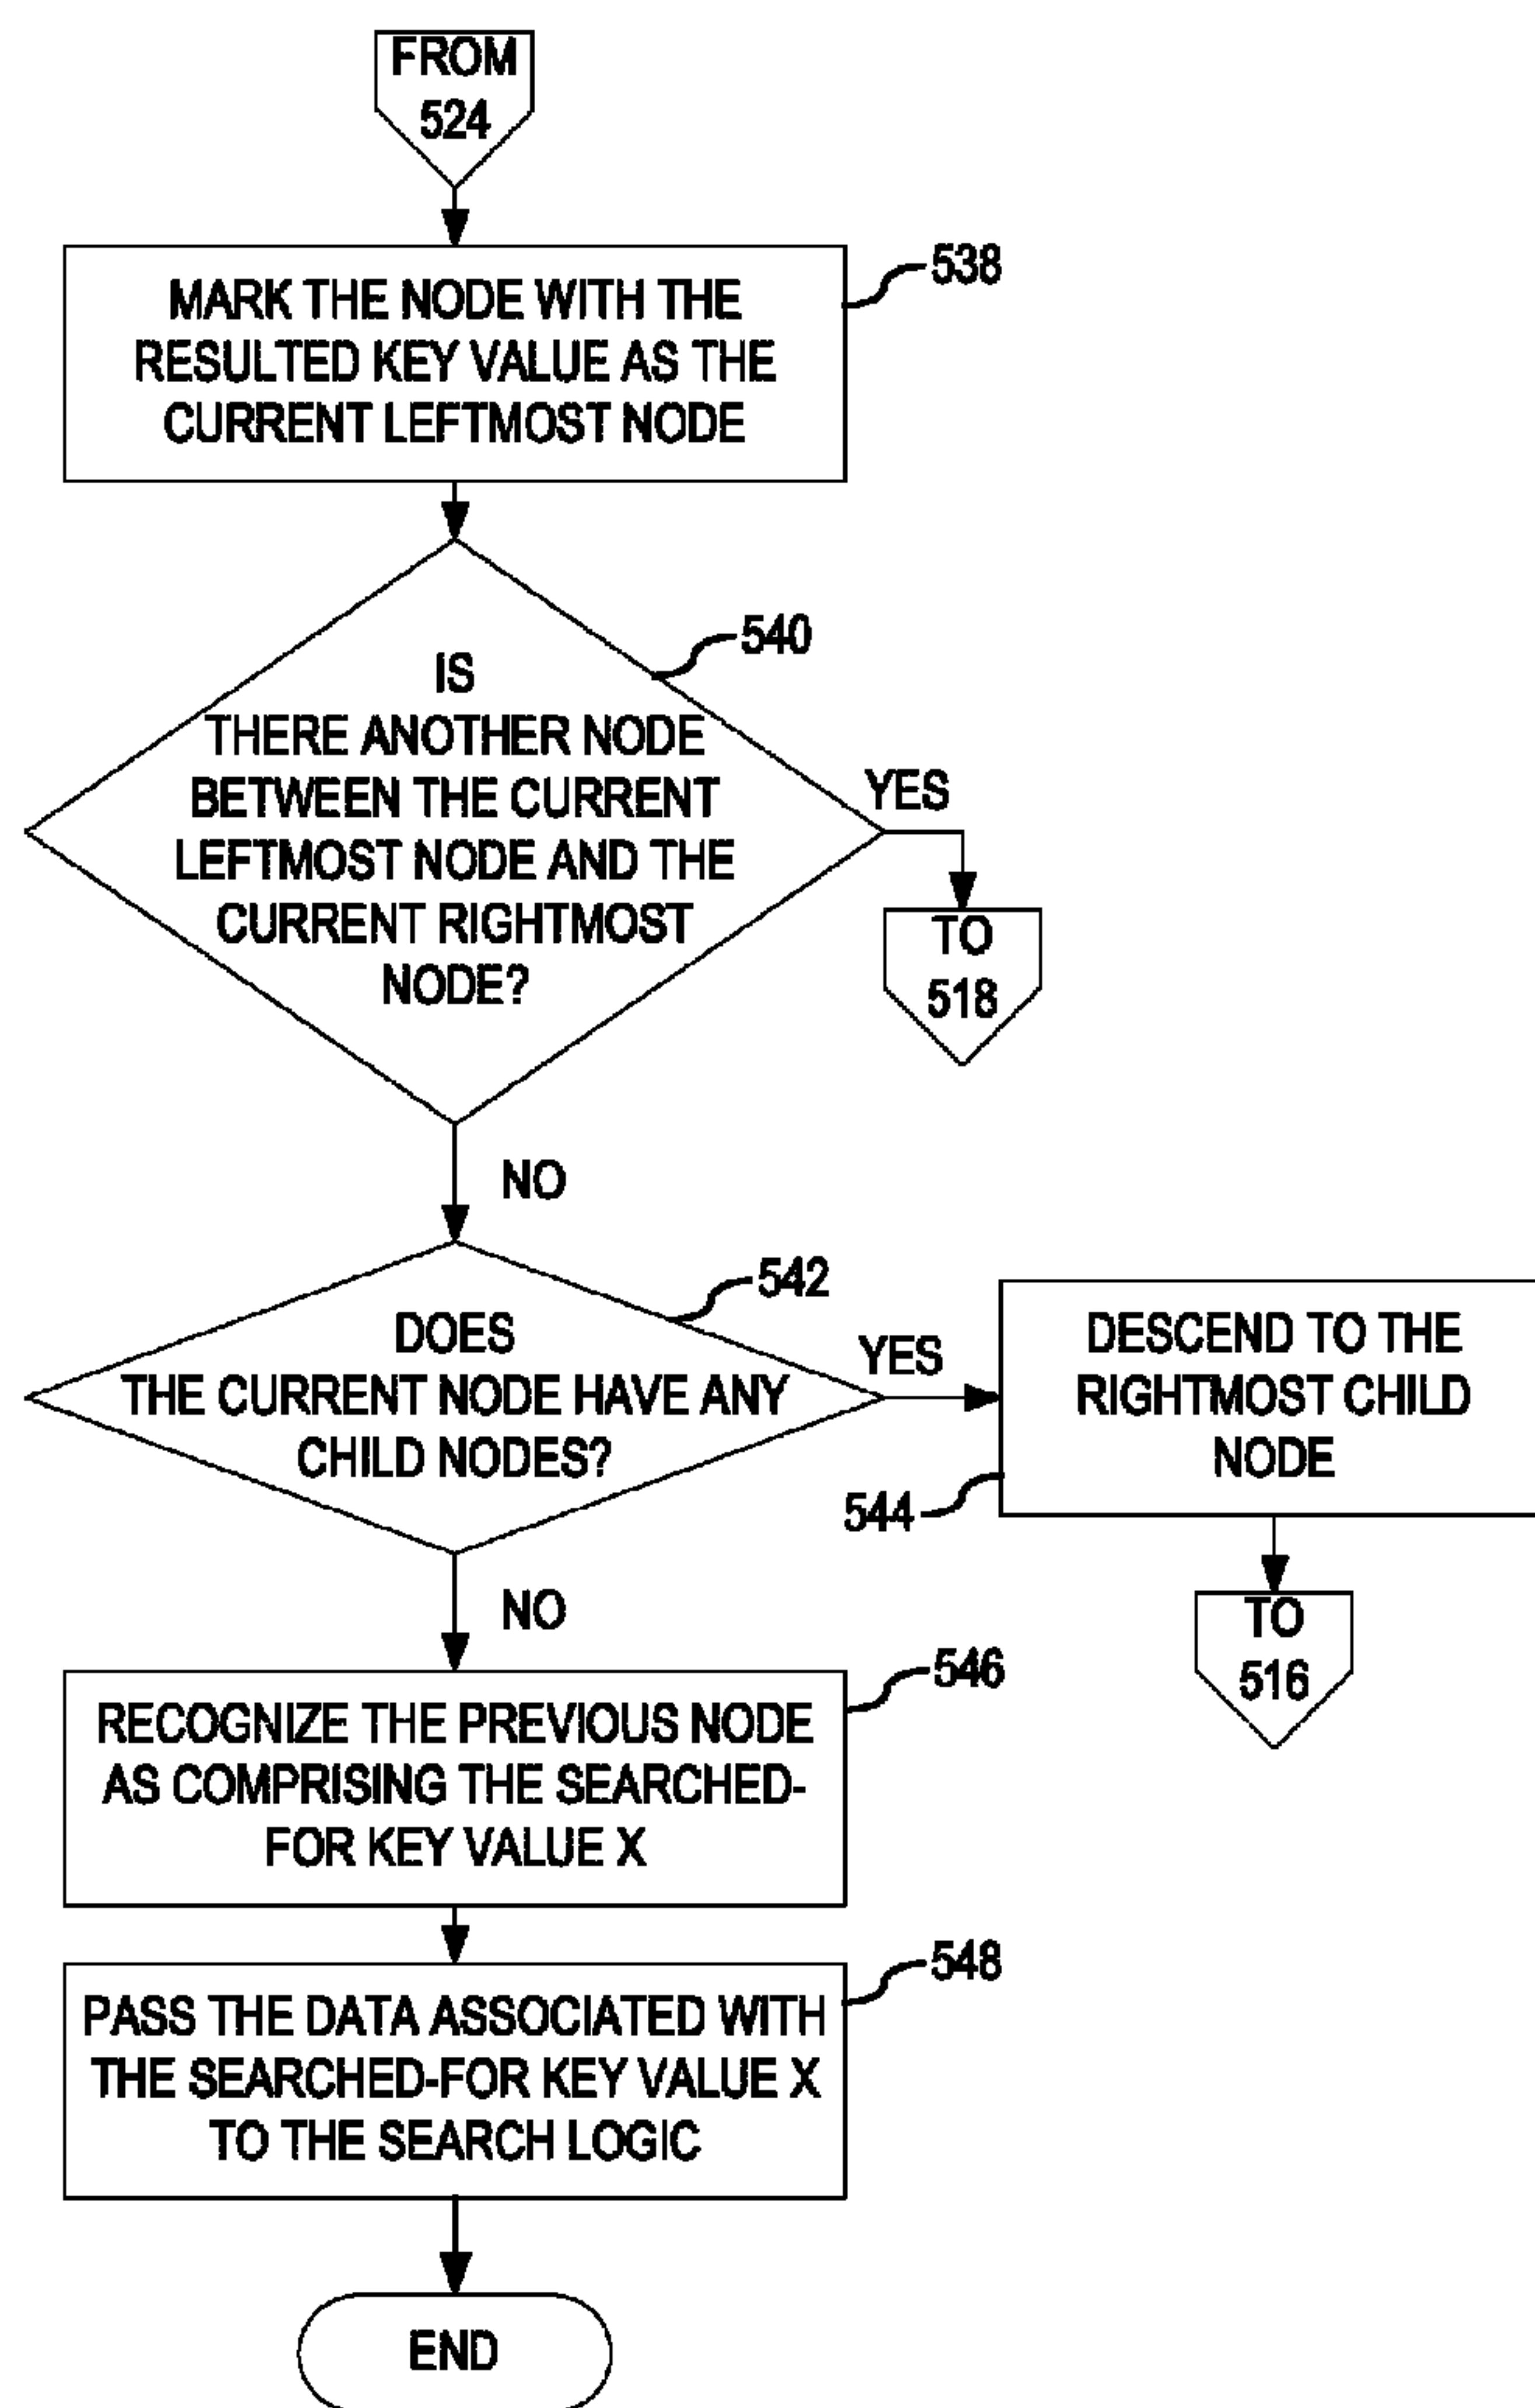 FROM
524
538
MARK THE NODE WITH THE
RESULTED KEY VALUE AS THE
CURRENT LEFTMOST NODE
540
IS
THERE ANOTHER NODE
BETWEEN THE CURRENT
LEFTMOST NODE AND THE
CURRENT RIGHTMOST
NODE?
YES
TO
518
NO
542
DOES
THE CURRENT NODE HAVE ANY
CHILD NODES?
YES
DESCEND TO THE
RIGHTMOST CHILD
NODE
544
TO
516
NO
546
RECOGNIZE THE PREVIOUS NODE
AS COMPRISING THE SEARCHED-
FOR KEY VALUE X
548
PASS THE DATA ASSOCIATED WITH
THE SEARCHED-FOR KEY VALUE X
TO THE SEARCH LOGIC
END